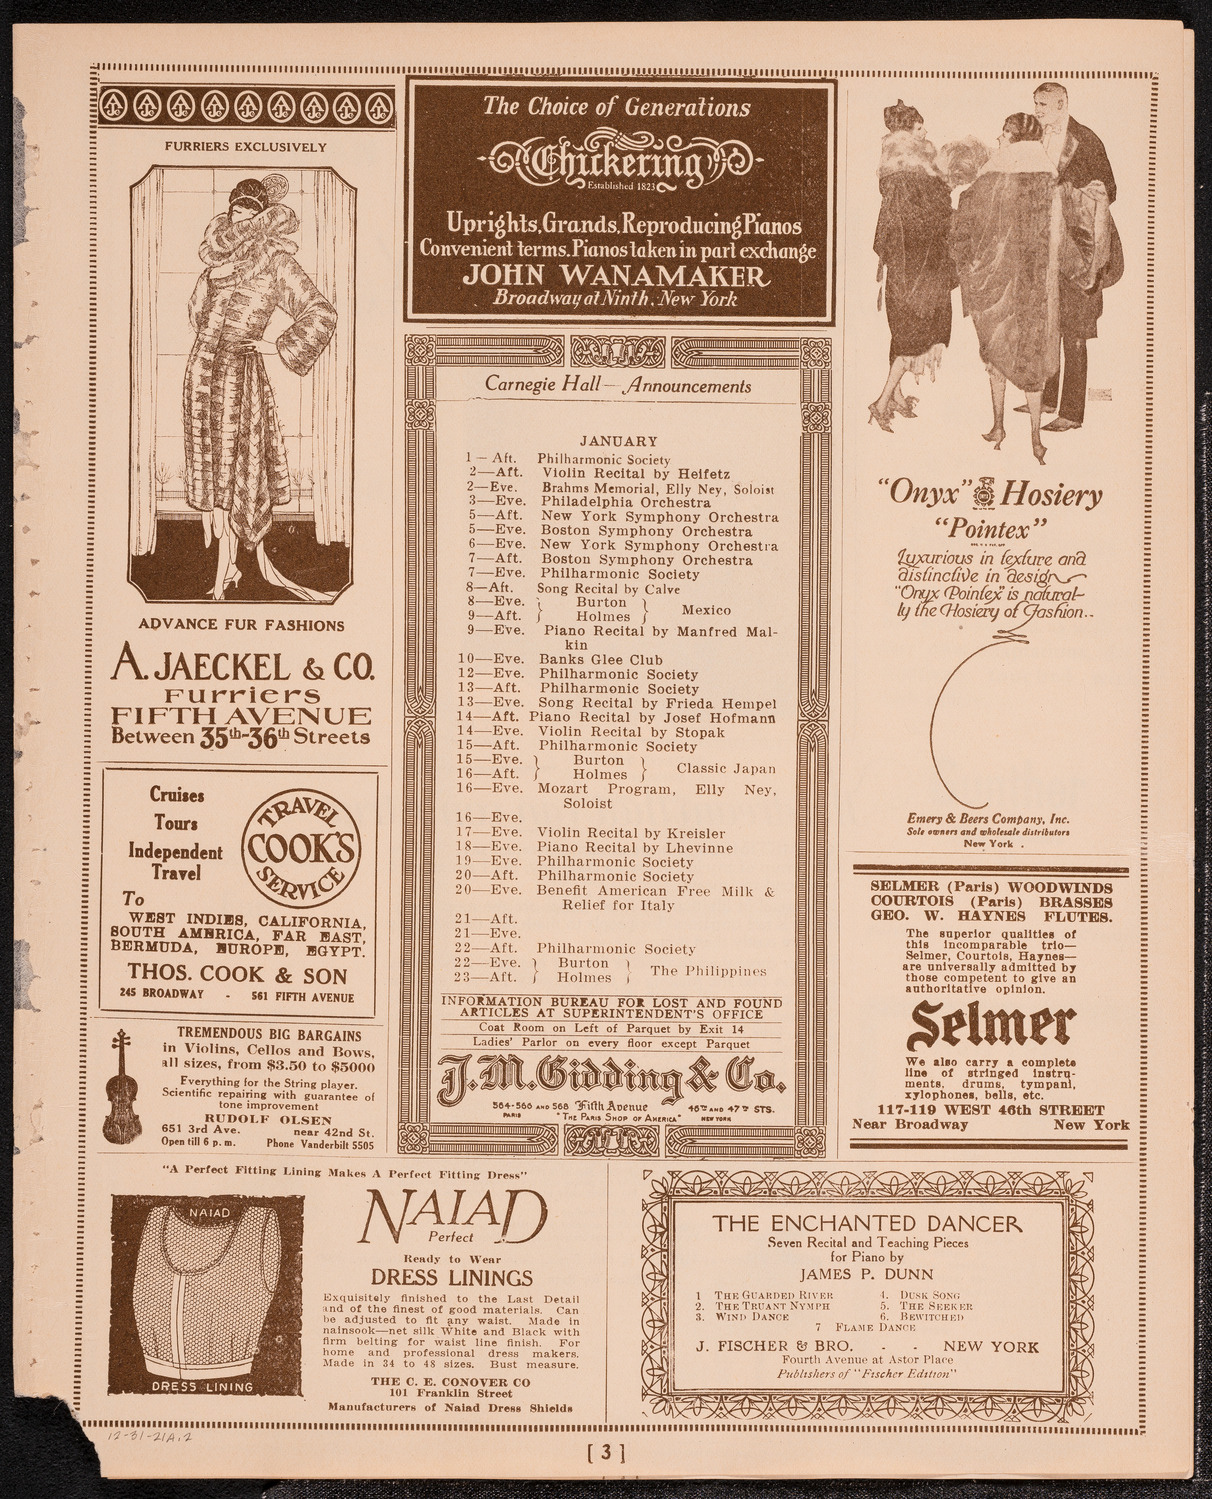 FURRIERS EXCLUSIVELY
ADVANCE FUR FASHIONS
A. JAECKEL & CO.
Furriers
FIFTH AVENUE
Between 35th-36th Streets
Cruises
Tours
Independent
Travel
To
TRAVEL
COOK'S
SERVICE
WEST INDIES, CALIFORNIA,
SOUTH AMERICA, FAR EAST,
BERMUDA, EUROPE, EGYPT.
THOS. COOK & SON
245 BROADWAY - 561 FIFTH AVENUE
TREMENDOUS BIG BARGAINS
in Violins, Cellos and Bows,
all sizes, from $3.50 to $5000
Everything for the String player.
Scientific repairing with guarantee of
tone improvement
RUDOLF OLSEN
651 3rd Ave. near 42nd St.
Open till 6 p. m. Phone Vanderbilt 5505
The Choice of Generations
Chickering
Established 1823
Uprights, Grands, Reproducing Pianos
Convenient terms. Pianos taken in part exchange
JOHN WANAMAKER
Broadway at Ninth, New York
Carnegie Hall—Announcements
JANUARY
1—Aft. Philharmonic Society
2—Aft. Violin Recital by Heifetz
2—Eve. Brahms Memorial, Elly Ney, Soloist
3—Eve. Philadelphia Orchestra
5—Aft. New York Symphony Orchestra
5—Eve. Boston Symphony Orchestra
6—Eve. New York Symphony Orchestra
7—Aft. Boston Symphony Orchestra
7—Eve. Philharmonic Society
8—Aft. Song Recital by Calve
8—Eve. } Burton } Mexico
9—Aft. } Holmes }
9—Eve. Piano Recital by Manfred Mal-
kin
10—Eve. Banks Glee Club
12—Eve. Philharmonic Society
13—Aft. Philharmonic Society
13—Eve. Song Recital by Frieda Hempel
14—Aft. Piano Recital by Josef Hofmann
14—Eve. Violin Recital by Stopak
15—Aft. Philharmonic Society
15—Eve. } Burton } Classic Japan
16—Aft. } Holmes }
16—Eve. Mozart Program, Elly Ney,
Soloist
16—Eve.
17—Eve. Violin Recital by Kreisler
18—Eve. Piano Recital by Lhevinne
19—Eve. Philharmonic Society
20—Aft. Philharmonic Society
20—Eve. Benefit American Free Milk &
Relief for Italy
21—Aft.
21—Eve.
22—Aft. Philharmonic Society
22—Eve. } Burton } The Philippines
23—Aft. } Holmes }
INFORMATION BUREAU FOR LOST AND FOUND
ARTICLES AT SUPERINTENDENT'S OFFICE
Coat Room on Left of Parquet by Exit 14
Ladies' Parlor on every floor except Parquet
J. M. Gidding & Co.
564-566 AND 568 Fifth Avenue 46TH AND 47TH STS.
PARIS "THE PARIS SHOP OF AMERICA" NEW YORK
"Onyx" Hosiery
"Pointex"
Luxurious in texture and
distinctive in design
"Onyx Pointex" is natural-
ly the Hosiery of Fashion..
Emery & Beers Company, Inc.
Sole owners and wholesale distributors
New York .
SELMER (Paris) WOODWINDS
COURTOIS (Paris) BRASSES
GEO. W. HAYNES FLUTES.
The superior qualities of
this incomparable trio—
Selmer, Courtois, Haynes—
are universally admitted by
those competent to give an
authoritative opinion.
Selmer
We also carry a complete
line of stringed instru-
ments, drums, tympani,
xylophones, bells, etc.
117-119 WEST 46th STREET
Near Broadway New York
"A Perfect Fitting Lining Makes A Perfect Fitting Dress"
NAIAD
DRESS LINING
NAIAD
Perfect
Ready to Wear
DRESS LININGS
Exquisitely finished to the Last Detail
and of the finest of good materials. Can
be adjusted to fit any waist. Made in
nainsook—net silk White and Black with
firm belting for waist line finish. For
home and professional dress makers.
Made in 34 to 48 sizes. Bust measure.
THE C. E. CONOVER CO
101 Franklin Street
Manufacturers of Naiad Dress Shields
THE ENCHANTED DANCER
Seven Recital and Teaching Pieces
for Piano by
JAMES P. DUNN
1 THE GUARDED RIVER 4. DUSK SONG
2. THE TRUANT NYMPH 5. THE SEEKER
3. WIND DANCE 6. BEWITCHED
7 FLAME DANCE
J. FISCHER & BRO. - - NEW YORK
Fourth Avenue at Astor Place
Publishers of "Fischer Edition"
12-31-21A.2
[ 3 ]